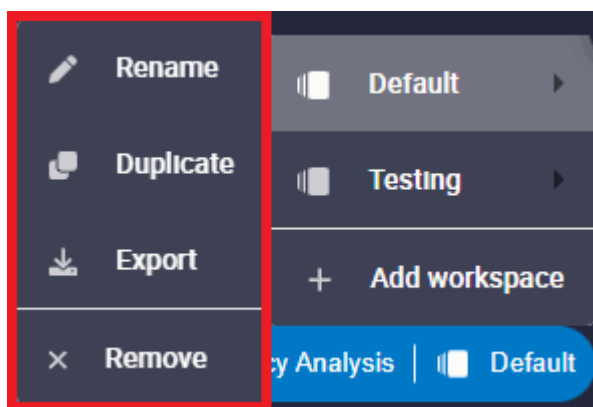 Rename
Duplicate
Export
Remove
Default
Testing
Add workspace
cy Analysis
Default